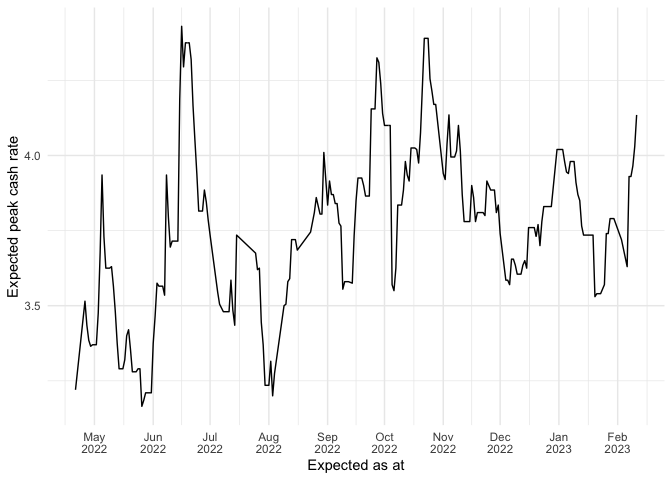 Expected peak cash rate
4.0
3.5
May Jun Jul Aug Sep Oct Nov Dec Jan Feb
2022 2022 2022 2022 2022 2022 2022 2022 2023 2023
Expected as at